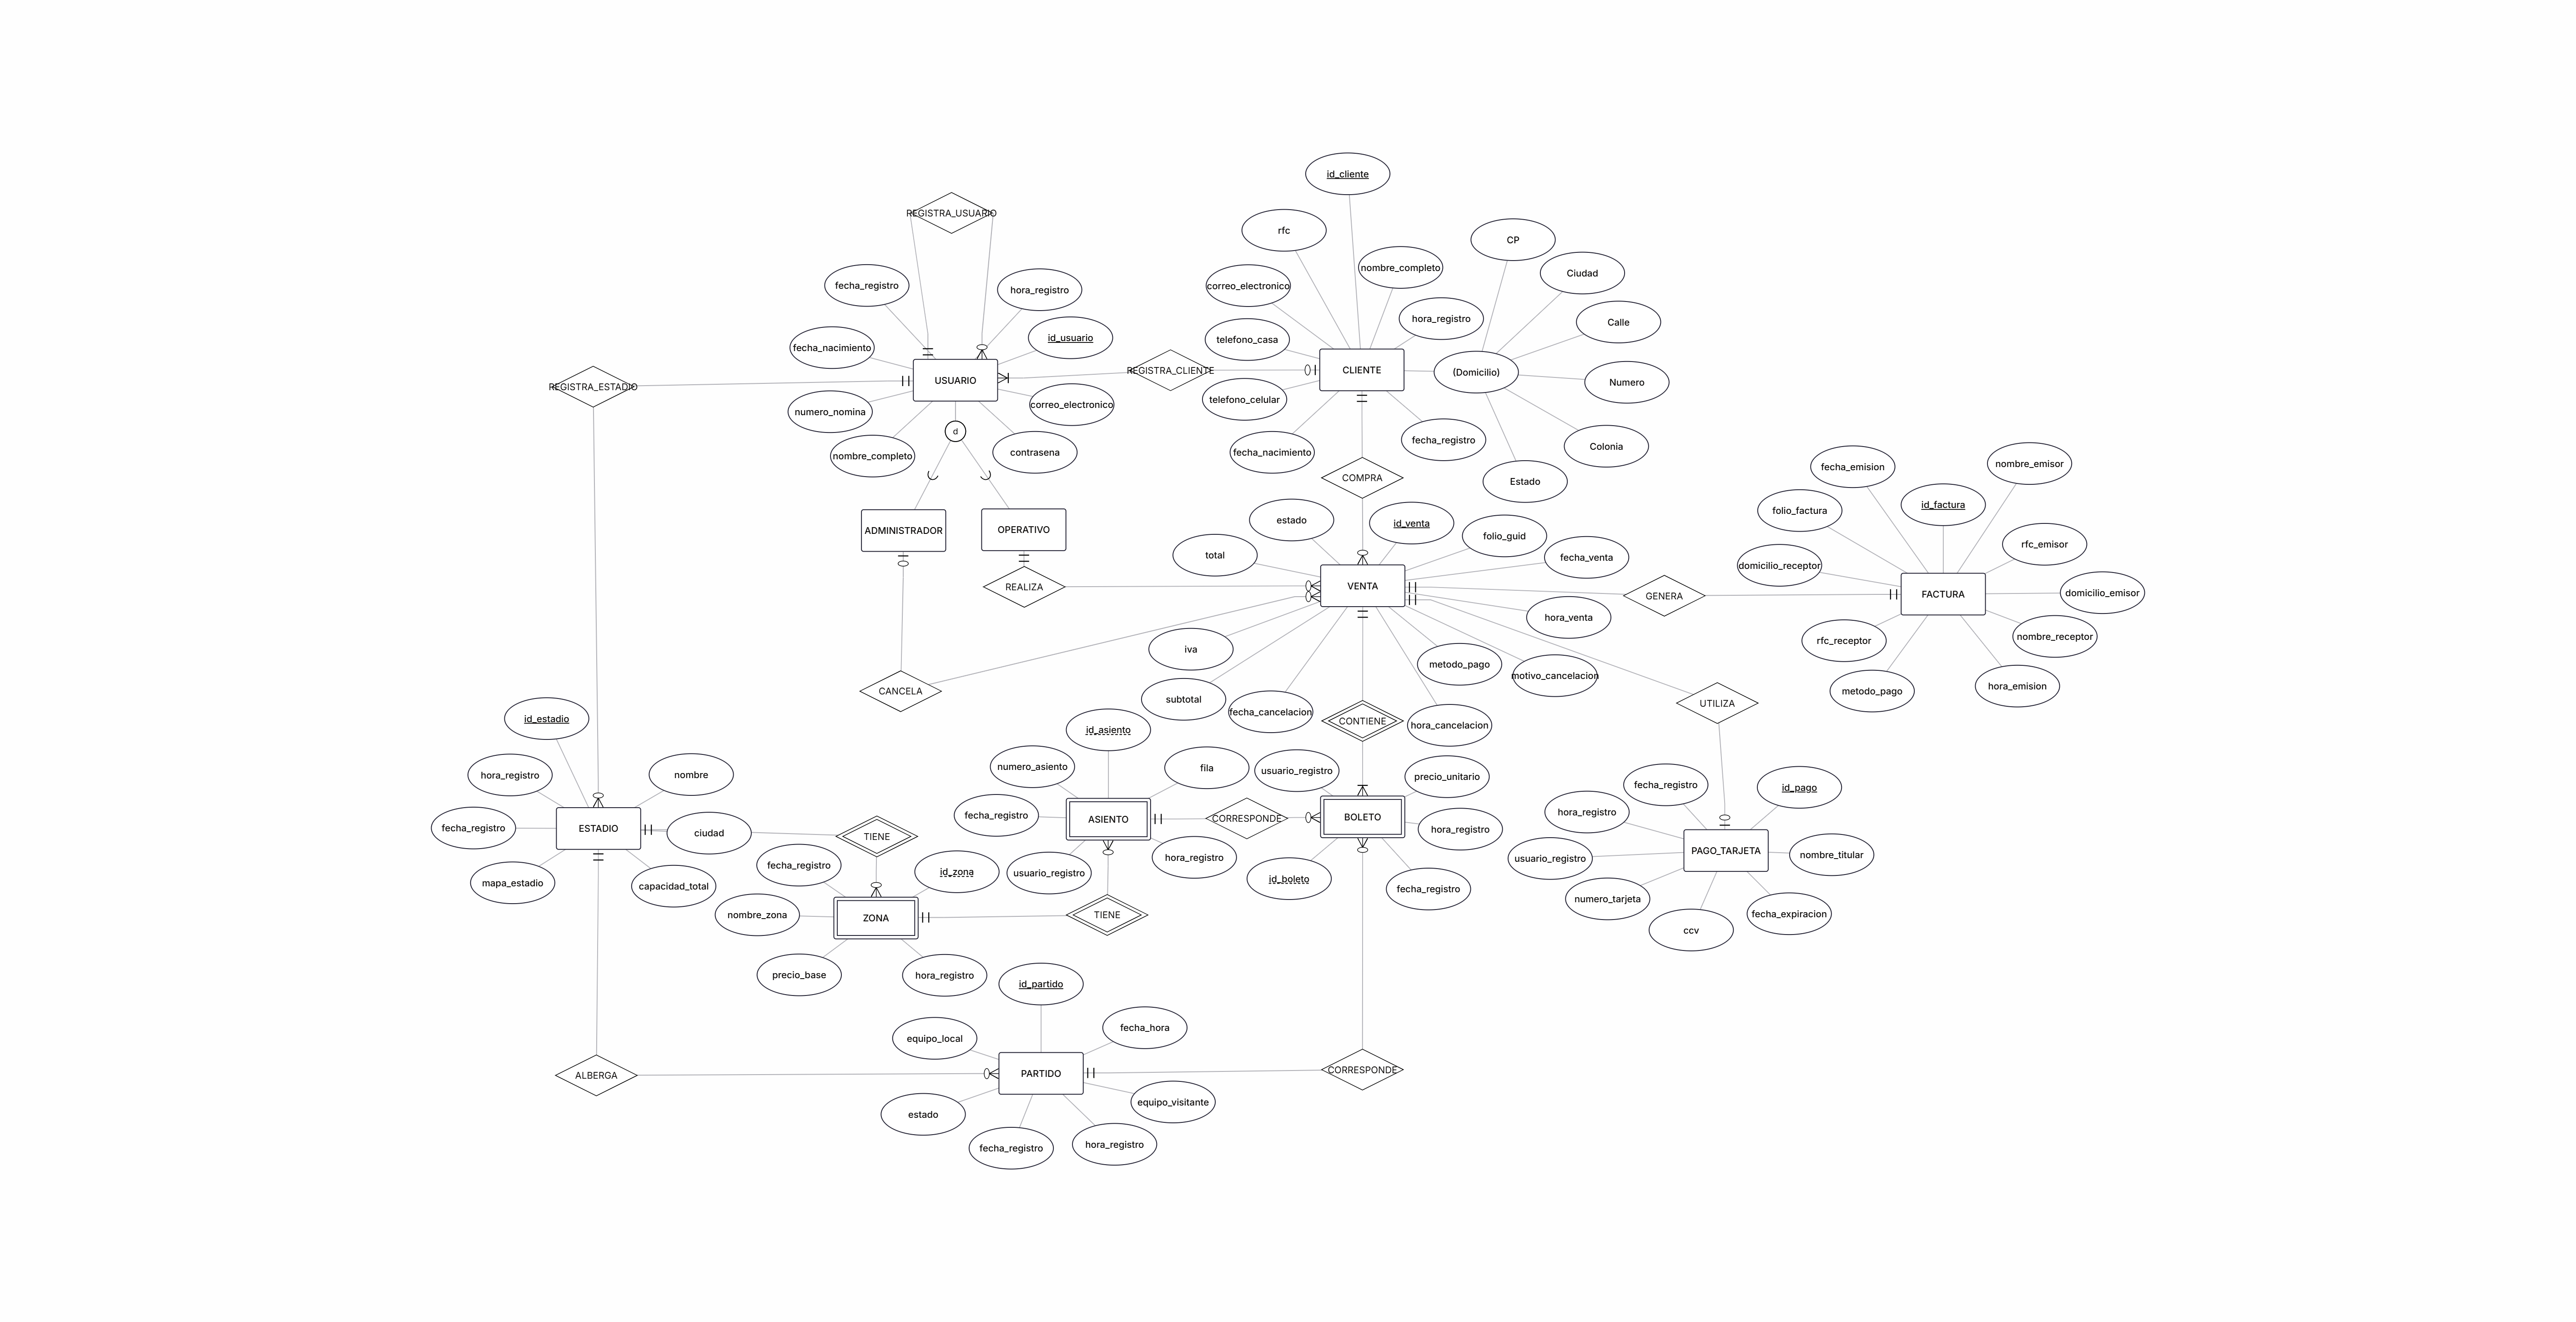 id_cliente
REGISTRA_USUARIO
rfc
CP
nombre_completo
Ciudad
fecha_registro
hora_registro
correo_electronico
hora_registro
Calle
id_usuario
telefono_casa
fecha_nacimiento
REGISTRA_CLIENTE
CLIENTE
(Domicilio)
USUARIO
Numero
REGISTRA_ESTADIO
telefono_celular
correo_electronico
numero_nomina
d
fecha_registro
Colonia
contrasena
fecha_nacimiento
nombre_completo
nombre_emisor
fecha_emision
COMPRA
Estado
id_factura
folio_factura
estado
id_venta
ADMINISTRADOR
OPERATIVO
folio_guid
rfc_emisor
total
fecha_venta
domicilio_receptor
REALIZA
VENTA
domicilio_emisor
FACTURA
GENERA
hora_venta
nombre_receptor
rfc_receptor
iva
metodo_pago
motivo_cancelacion
hora_emision
CANCELA
metodo_pago
subtotal
UTILIZA
fecha_cancelacion
id_estadio
CONTIENE
hora_cancelacion
id_asiento
numero_asiento
fila
usuario_registro
hora_registro
nombre
precio_unitario
fecha_registro
id_pago
hora_registro
fecha_registro
CORRESPONDE
BOLETO
ASIENTO
fecha_registro
ESTADIO
ciudad
TIENE
hora_registro
PAGO_TARJETA
nombre_titular
hora_registro
usuario_registro
fecha_registro
id_zona
usuario_registro
id_boleto
mapa_estadio
capacidad_total
fecha_registro
numero_tarjeta
nombre_zona
ZONA
TIENE
fecha_expiracion
ccv
precio_base
hora_registro
id_partido
fecha_hora
equipo_local
CORRESPONDE
PARTIDO
ALBERGA
equipo_visitante
estado
hora_registro
fecha_registro